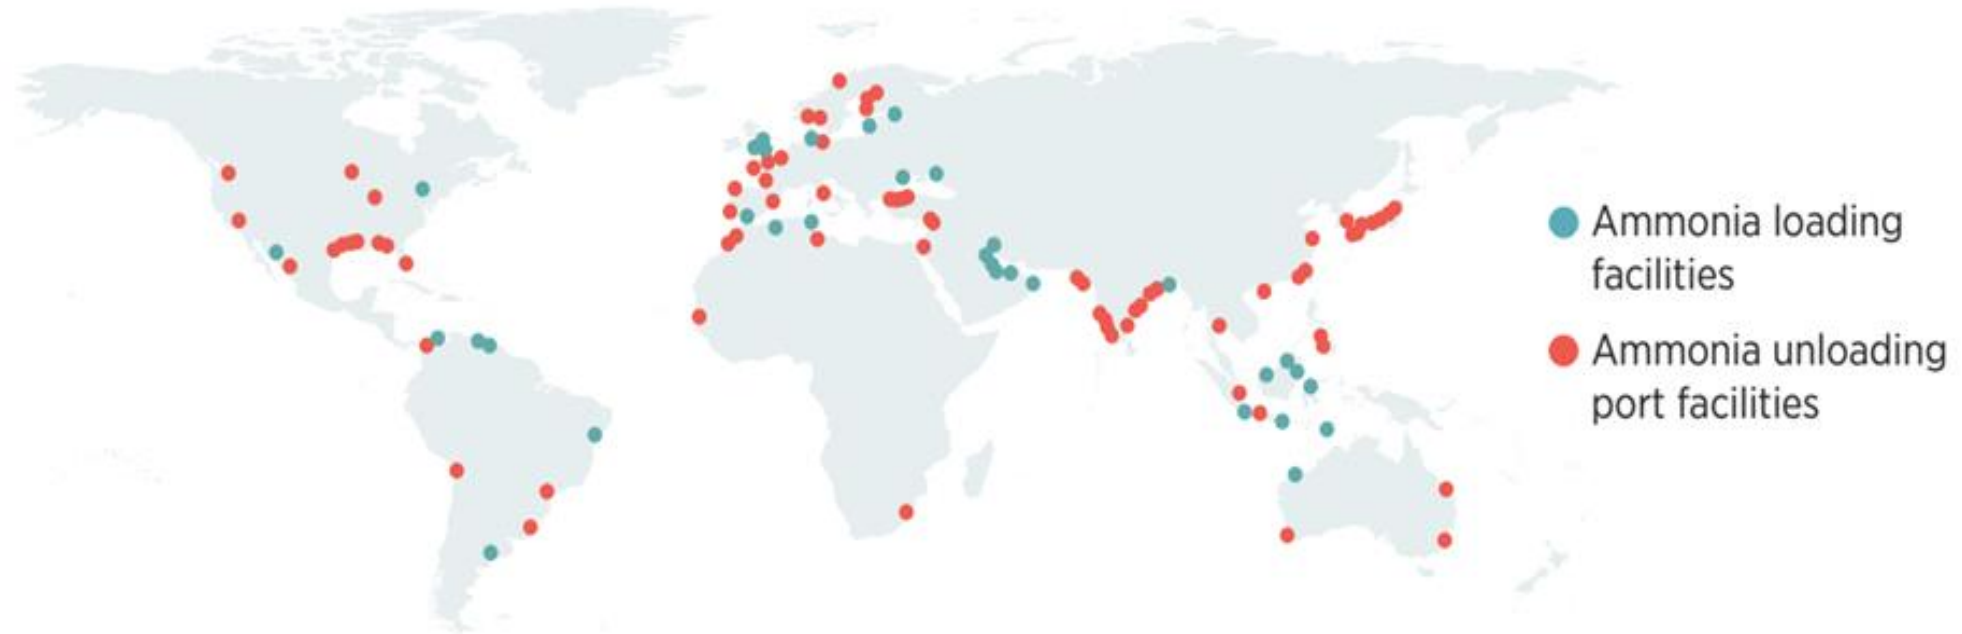 Ammonia loading
facilities
Ammonia unloading
port facilities